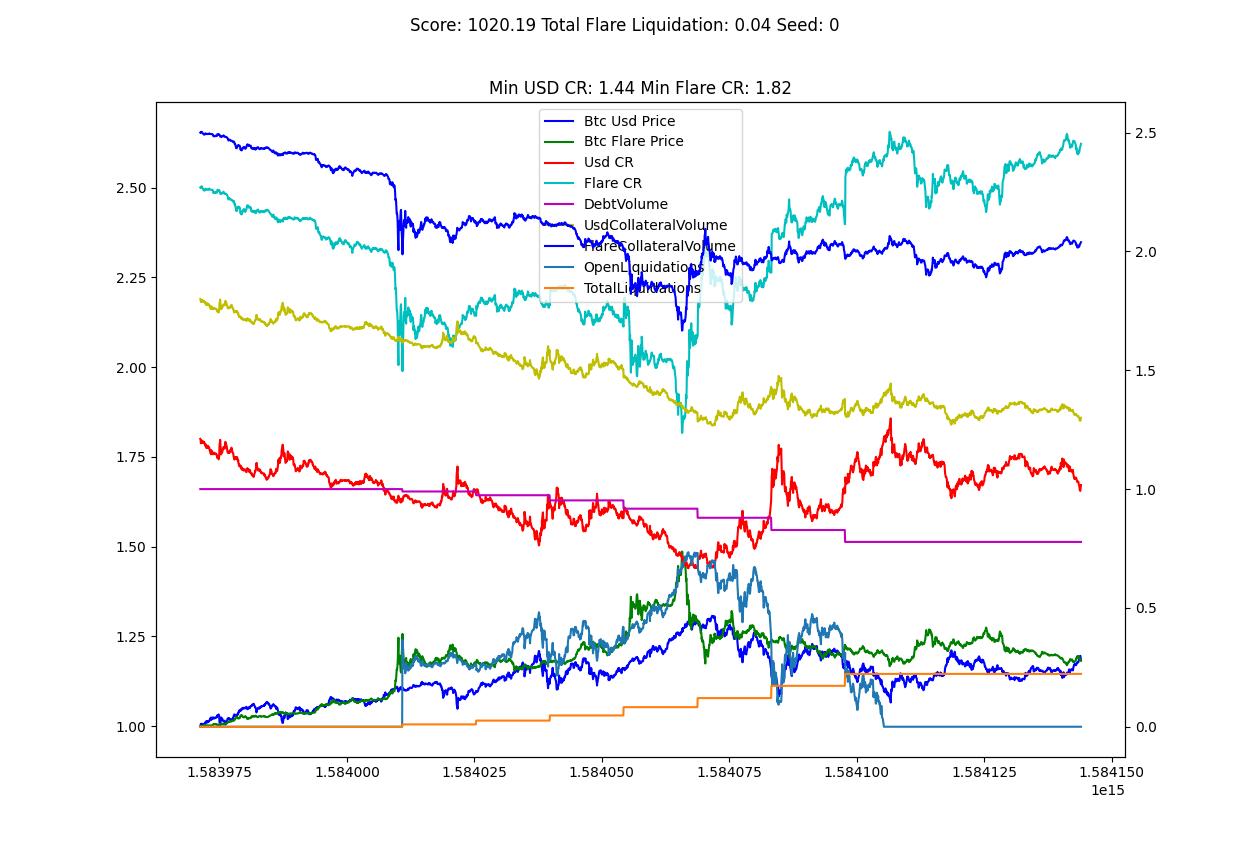 Score: 1020.19 Total Flare Liquidation: 0.04 Seed: 0
Min USD CR: 1.44 Min Flare CR: 1.82
Btc Usd Price
Btc Flare Price
Usd CR
Flare CR
DebtVolume
UsdCollateralVolume
FlareCollateralVolume
OpenLiquidations
TotalLiquidations
2.50
2.25
2.00
1.75
1.50
1.25
1.00
2.5
2.0
1.5
1.0
0.5
0.0
1.583975 1.584000 1.584025 1.584050 1.584075 1.584100 1.584125 1.584150
1e15